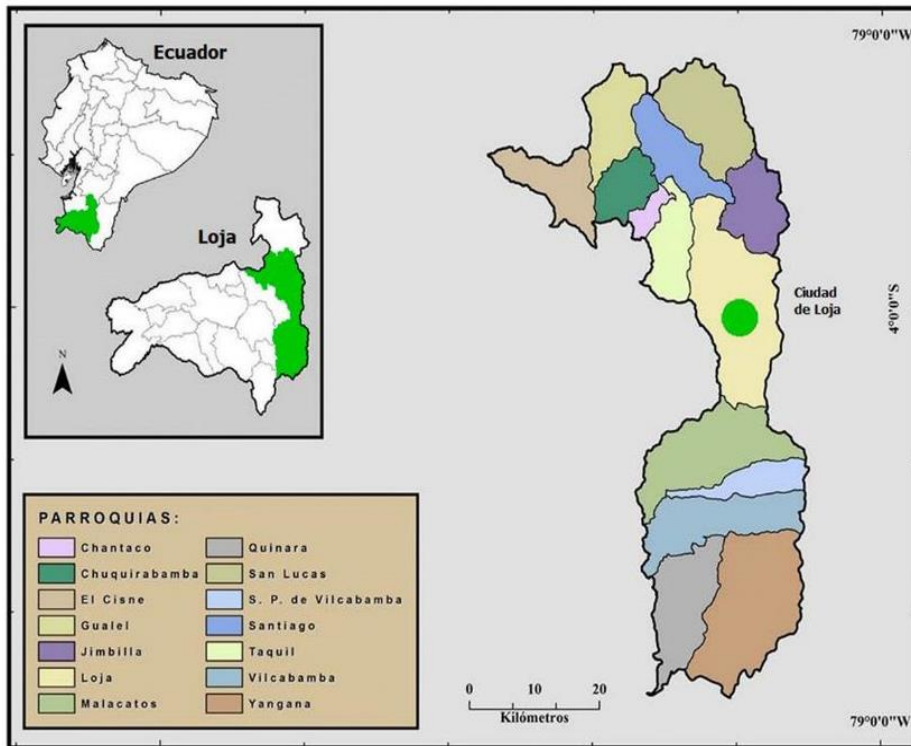 Ecuador
Loja
N
79°0'0"W
Ciudad
de Loja
4°0'0"S
PARROQUIAS:
Chantaco
Chuquirabamba
El Cisne
Gualel
Jimbilla
Loja
Malacatos
Quinara
San Lucas
S. P. de Vilcabamba
Santiago
Taquil
Vilcabamba
Yangana
0 10 20
Kilómetros
79°0'0"W